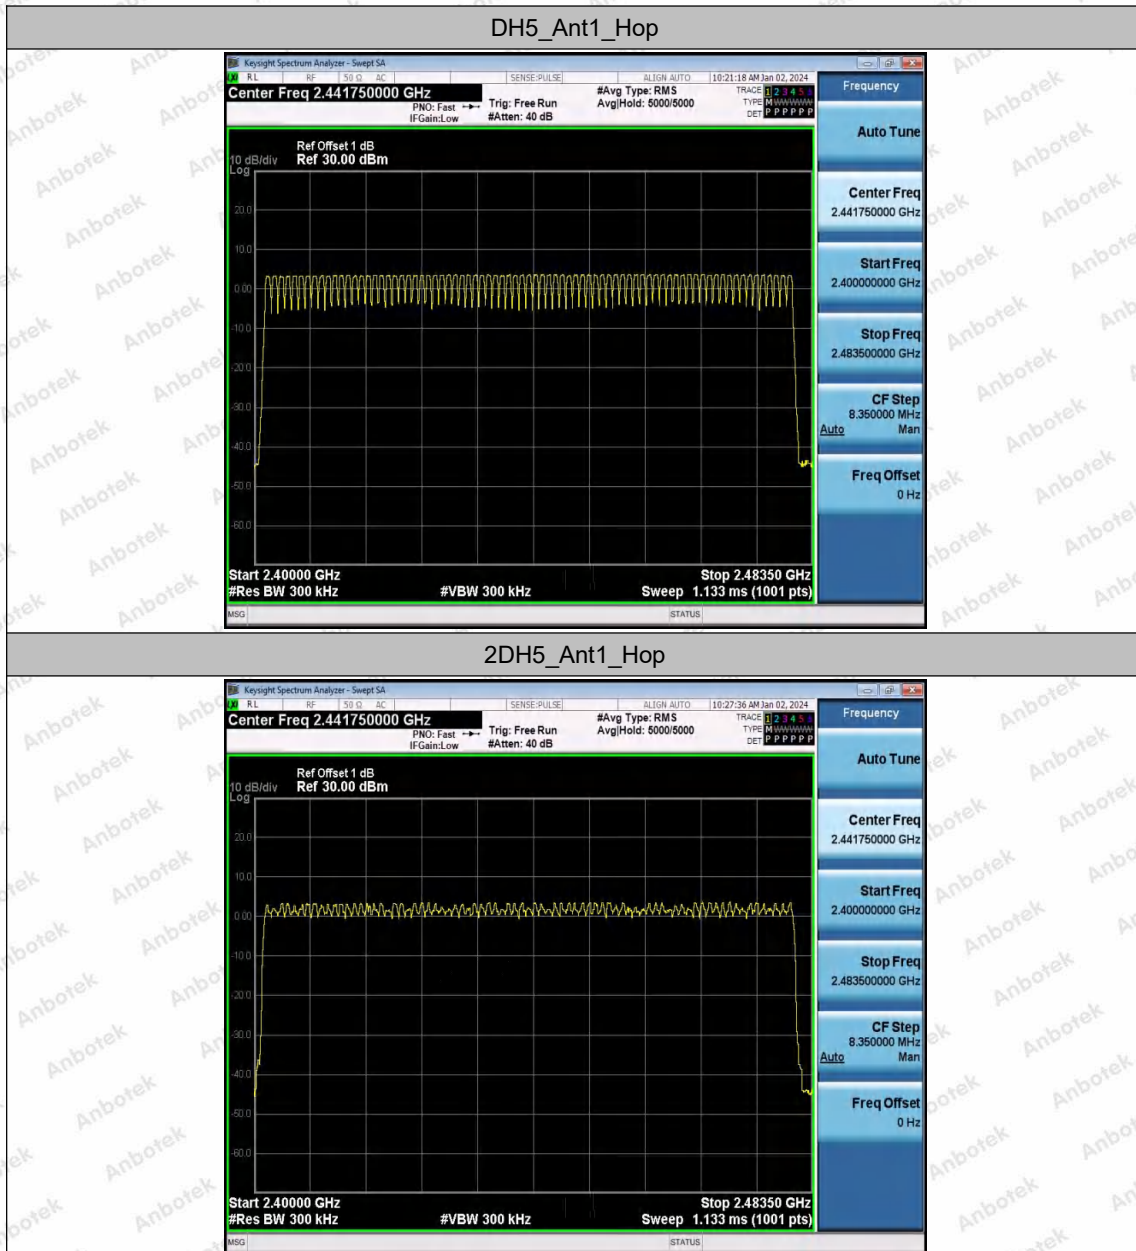 DH5_Ant1_Hop
Keysight Spectrum Analyzer - Swept SA
RL RF 50 Ω AC SENSE:PULSE ALIGN AUTO 10:21:18 AM Jan 02, 2024
Center Freq 2.441750000 GHz
PNO: Fast
IFGain:Low
Trig: Free Run
#Atten: 40 dB
#Avg Type: RMS
Avg|Hold: 5000/5000
TRACE 1 2 3 4 5 6
TYPE M W W W W W
DET P P P P P P
Ref Offset 1 dB
10 dB/div Ref 30.00 dBm
Log
20.0
10.0
0.00
-10.0
-20.0
-30.0
-40.0
-50.0
-60.0
Start 2.40000 GHz Stop 2.48350 GHz
#Res BW 300 kHz #VBW 300 kHz Sweep 1.133 ms (1001 pts)
MSG STATUS
Frequency
Auto Tune
Center Freq
2.441750000 GHz
Start Freq
2.400000000 GHz
Stop Freq
2.483500000 GHz
CF Step
8.350000 MHz
Auto Man
Freq Offset
0 Hz
2DH5_Ant1_Hop
Keysight Spectrum Analyzer - Swept SA
RL RF 50 Ω AC SENSE:PULSE ALIGN AUTO 10:27:36 AM Jan 02, 2024
Center Freq 2.441750000 GHz
PNO: Fast
IFGain:Low
Trig: Free Run
#Atten: 40 dB
#Avg Type: RMS
Avg|Hold: 5000/5000
TRACE 1 2 3 4 5 6
TYPE M W W W W W
DET P P P P P P
Ref Offset 1 dB
10 dB/div Ref 30.00 dBm
Log
20.0
10.0
0.00
-10.0
-20.0
-30.0
-40.0
-50.0
-60.0
Start 2.40000 GHz Stop 2.48350 GHz
#Res BW 300 kHz #VBW 300 kHz Sweep 1.133 ms (1001 pts)
MSG STATUS
Frequency
Auto Tune
Center Freq
2.441750000 GHz
Start Freq
2.400000000 GHz
Stop Freq
2.483500000 GHz
CF Step
8.350000 MHz
Auto Man
Freq Offset
0 Hz
Anbotek